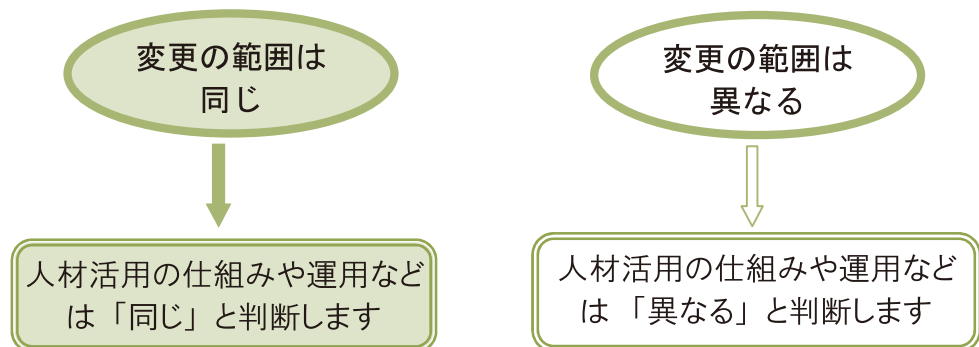 変更の範囲は
同じ
人材活用の仕組みや運用など
は「同じ」と判断します
変更の範囲は
異なる
人材活用の仕組みや運用など
は「異なる」と判断します